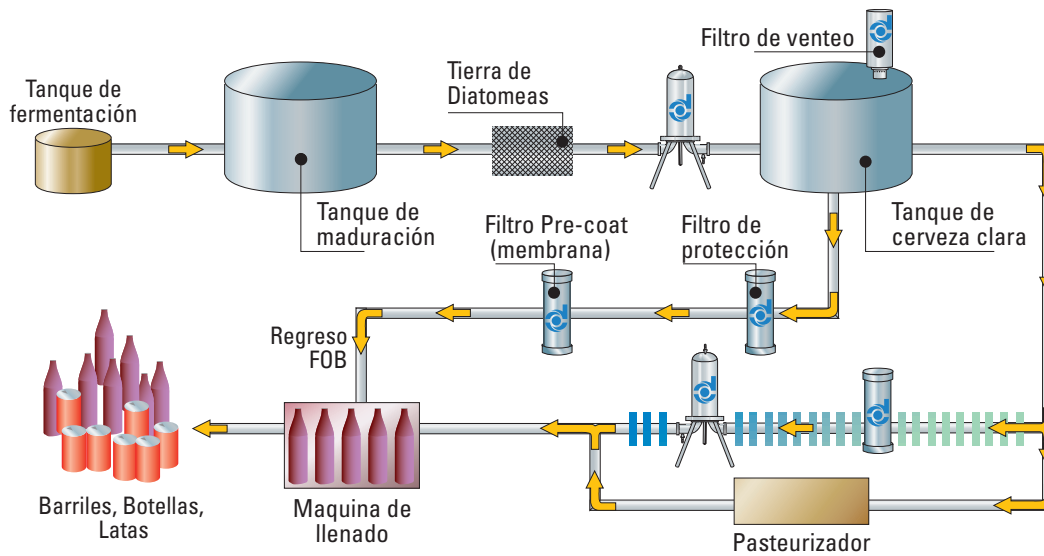 Tanque de
fermentación
Tierra de
Diatomeas
Filtro de venteo
Tanque de
maduración
Filtro Pre-coat
(membrana)
Filtro de
protección
Tanque de
cerveza clara
Regreso
FOB
Barriles, Botellas,
Latas
Maquina de
llenado
Pasteurizador